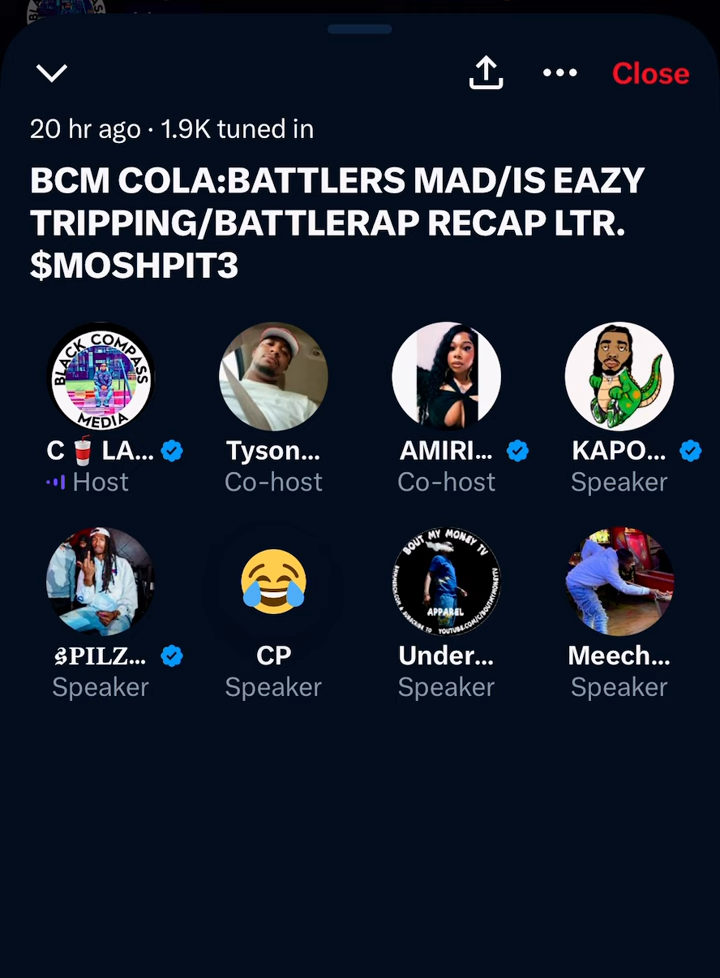 Close
20 hr ago · 1.9K tuned in
BCM COLA:BATTLERS MAD/IS EAZY
TRIPPING/BATTLERAP RECAP LTR.
$MOSHPIT3
BLACK COMPASS
MEDIA
C 🥤 LA...
Tyson...
AMIRI...
KAPO...
Host
Co-host
Co-host
Speaker
BOUT MY MONEY TV
APPAREL
𝕾PILZ...
CP
Under...
Meech...
Speaker
Speaker
Speaker
Speaker